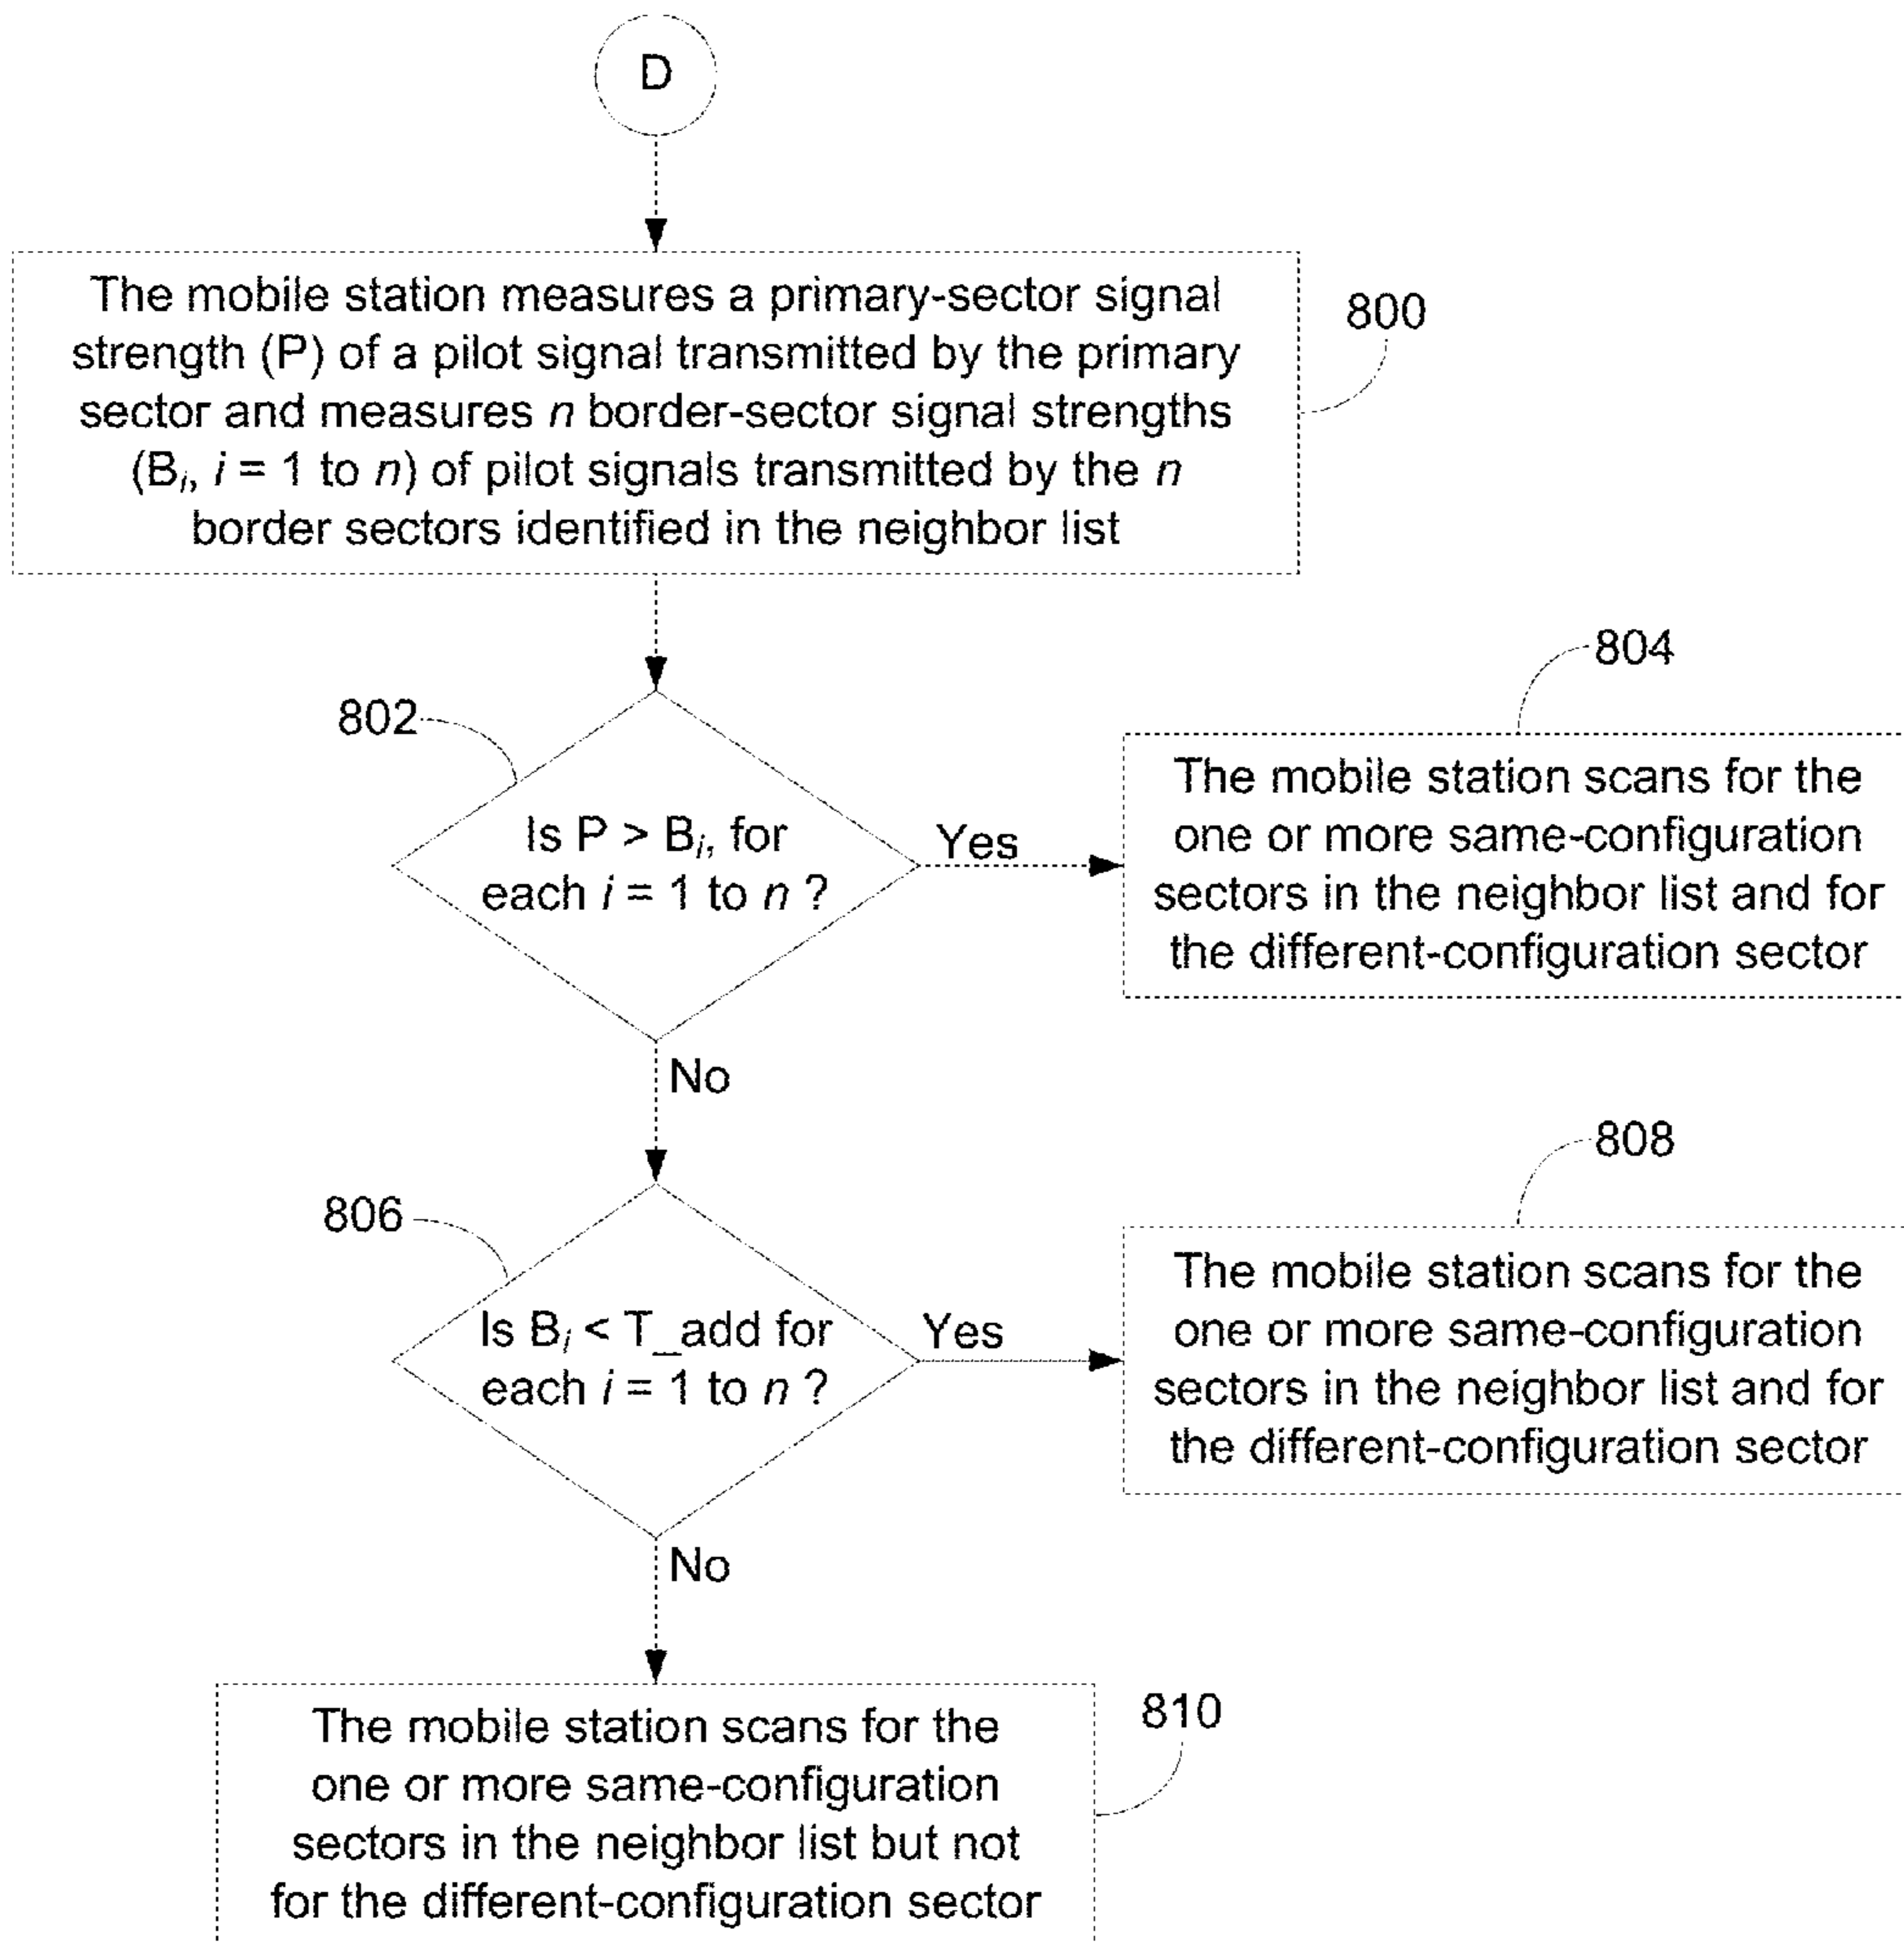 D
The mobile station measures a primary-sector signal
strength (P) of a pilot signal transmitted by the primary
sector and measures n border-sector signal strengths
(Bi, i = 1 to n) of pilot signals transmitted by the n
border sectors identified in the neighbor list
800
802
Is P > Bi, for
each i = 1 to n ?
Yes
804
The mobile station scans for the
one or more same-configuration
sectors in the neighbor list and for
the different-configuration sector
No
806
Is Bi < T_add for
each i = 1 to n ?
Yes
808
The mobile station scans for the
one or more same-configuration
sectors in the neighbor list and for
the different-configuration sector
No
The mobile station scans for the
one or more same-configuration
sectors in the neighbor list but not
for the different-configuration sector
810